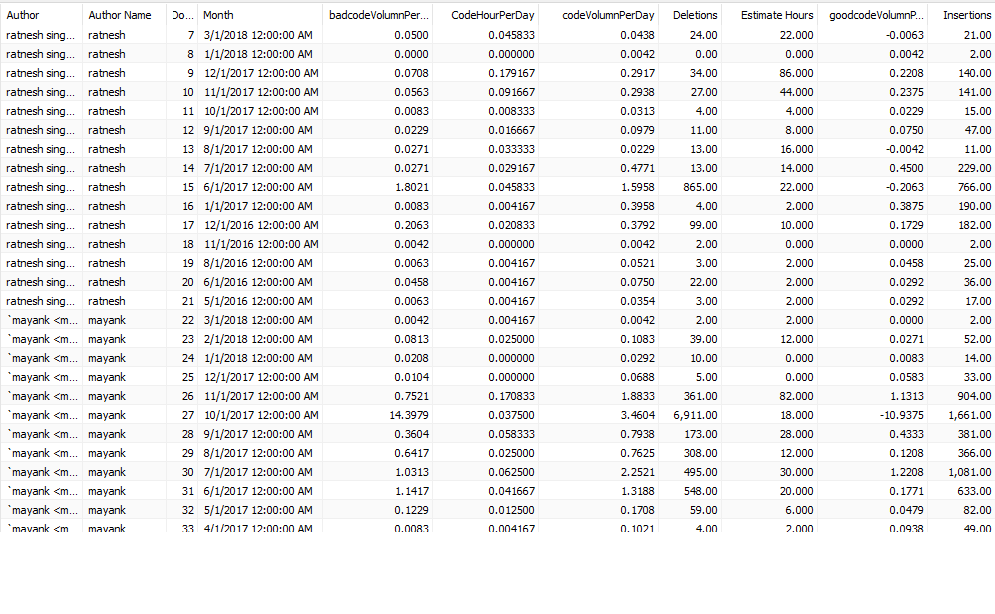 Author Author Name Do... Month badcodeVolumnPer... CodeHourPerDay codeVolumnPerDay Deletions Estimate Hours goodcodeVolumnP... Insertions
ratnesh sing... ratnesh 7 3/1/2018 12:00:00 AM 0.0500 0.045833 0.0438 24.00 22.000 -0.0063 21.00
ratnesh sing... ratnesh 8 1/1/2018 12:00:00 AM 0.0000 0.000000 0.0042 0.00 0.000 0.0042 2.00
ratnesh sing... ratnesh 9 12/1/2017 12:00:00 AM 0.0708 0.179167 0.2917 34.00 86.000 0.2208 140.00
ratnesh sing... ratnesh 10 11/1/2017 12:00:00 AM 0.0563 0.091667 0.2938 27.00 44.000 0.2375 141.00
ratnesh sing... ratnesh 11 10/1/2017 12:00:00 AM 0.0083 0.008333 0.0313 4.00 4.000 0.0229 15.00
ratnesh sing... ratnesh 12 9/1/2017 12:00:00 AM 0.0229 0.016667 0.0979 11.00 8.000 0.0750 47.00
ratnesh sing... ratnesh 13 8/1/2017 12:00:00 AM 0.0271 0.033333 0.0229 13.00 16.000 -0.0042 11.00
ratnesh sing... ratnesh 14 7/1/2017 12:00:00 AM 0.0271 0.029167 0.4771 13.00 14.000 0.4500 229.00
ratnesh sing... ratnesh 15 6/1/2017 12:00:00 AM 1.8021 0.045833 1.5958 865.00 22.000 -0.2063 766.00
ratnesh sing... ratnesh 16 1/1/2017 12:00:00 AM 0.0083 0.004167 0.3958 4.00 2.000 0.3875 190.00
ratnesh sing... ratnesh 17 12/1/2016 12:00:00 AM 0.2063 0.020833 0.3792 99.00 10.000 0.1729 182.00
ratnesh sing... ratnesh 18 11/1/2016 12:00:00 AM 0.0042 0.000000 0.0042 2.00 0.000 0.0000 2.00
ratnesh sing... ratnesh 19 8/1/2016 12:00:00 AM 0.0063 0.004167 0.0521 3.00 2.000 0.0458 25.00
ratnesh sing... ratnesh 20 6/1/2016 12:00:00 AM 0.0458 0.004167 0.0750 22.00 2.000 0.0292 36.00
ratnesh sing... ratnesh 21 5/1/2016 12:00:00 AM 0.0063 0.004167 0.0354 3.00 2.000 0.0292 17.00
`mayank <m... mayank 22 3/1/2018 12:00:00 AM 0.0042 0.004167 0.0042 2.00 2.000 0.0000 2.00
`mayank <m... mayank 23 2/1/2018 12:00:00 AM 0.0813 0.025000 0.1083 39.00 12.000 0.0271 52.00
`mayank <m... mayank 24 1/1/2018 12:00:00 AM 0.0208 0.000000 0.0292 10.00 0.000 0.0083 14.00
`mayank <m... mayank 25 12/1/2017 12:00:00 AM 0.0104 0.000000 0.0688 5.00 0.000 0.0583 33.00
`mayank <m... mayank 26 11/1/2017 12:00:00 AM 0.7521 0.170833 1.8833 361.00 82.000 1.1313 904.00
`mayank <m... mayank 27 10/1/2017 12:00:00 AM 14.3979 0.037500 3.4604 6,911.00 18.000 -10.9375 1,661.00
`mayank <m... mayank 28 9/1/2017 12:00:00 AM 0.3604 0.058333 0.7938 173.00 28.000 0.4333 381.00
`mayank <m... mayank 29 8/1/2017 12:00:00 AM 0.6417 0.025000 0.7625 308.00 12.000 0.1208 366.00
`mayank <m... mayank 30 7/1/2017 12:00:00 AM 1.0313 0.062500 2.2521 495.00 30.000 1.2208 1,081.00
`mayank <m... mayank 31 6/1/2017 12:00:00 AM 1.1417 0.041667 1.3188 548.00 20.000 0.1771 633.00
`mayank <m... mayank 32 5/1/2017 12:00:00 AM 0.1229 0.012500 0.1708 59.00 6.000 0.0479 82.00
`mayank <m... mayank 33 4/1/2017 12:00:00 AM 0.0083 0.004167 0.1021 4.00 2.000 0.0938 49.00